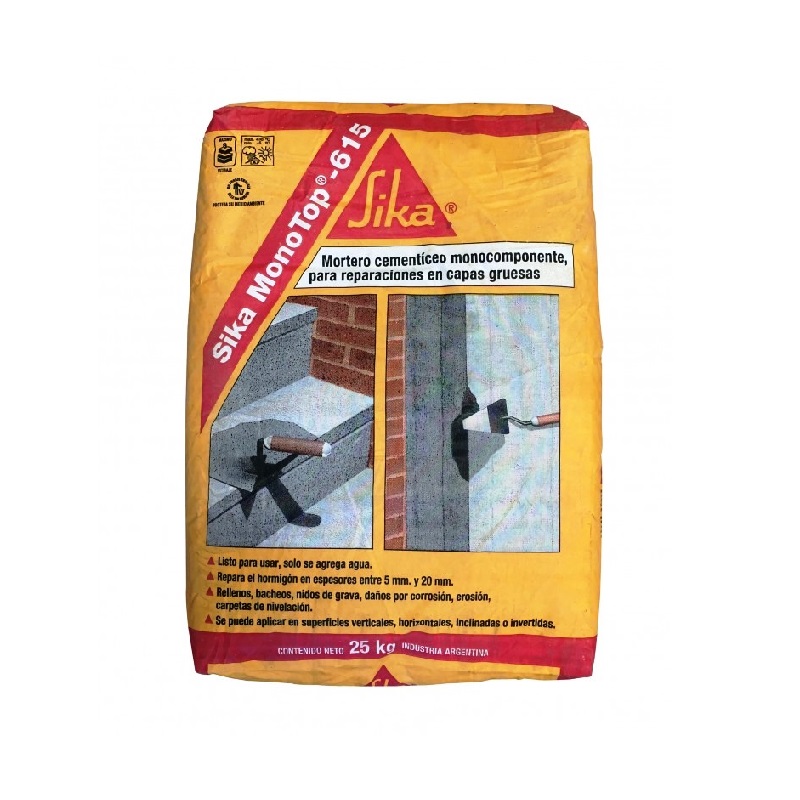 Sika MonoTop®-615
Sika®
Mortero cementíceo monocomponente,
para reparaciones en capas gruesas
Listo para usar, solo se agrega agua.
Repara el hormigón en espesores entre 5 mm. y 20 mm.
Rellenos, bacheos, nidos de grava, daños por corrosión, erosión,
carpetas de nivelación.
Se puede aplicar en superficies verticales, horizontales, inclinadas o invertidas.
CONTENIDO NETO 25 kg INDUSTRIA ARGENTINA
Sika